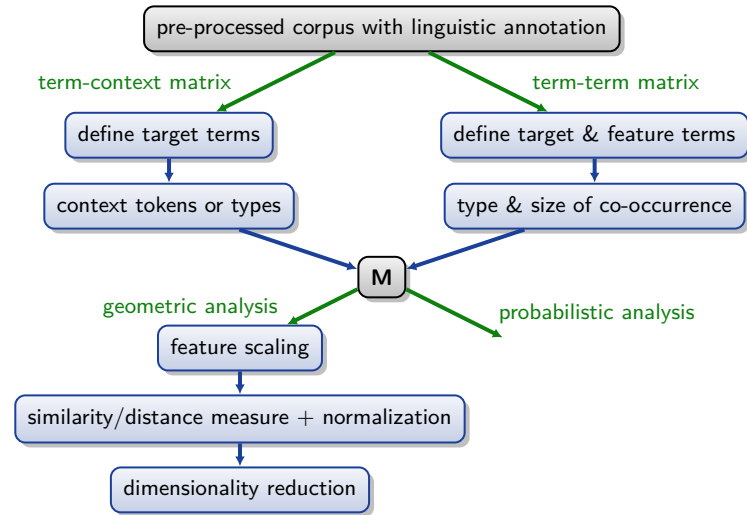 pre-processed corpus with linguistic annotation
term-context matrix
term-term matrix
define target terms
define target & feature terms
context tokens or types
type & size of co-occurrence
M
geometric analysis
probabilistic analysis
feature scaling
similarity/distance measure + normalization
dimensionality reduction